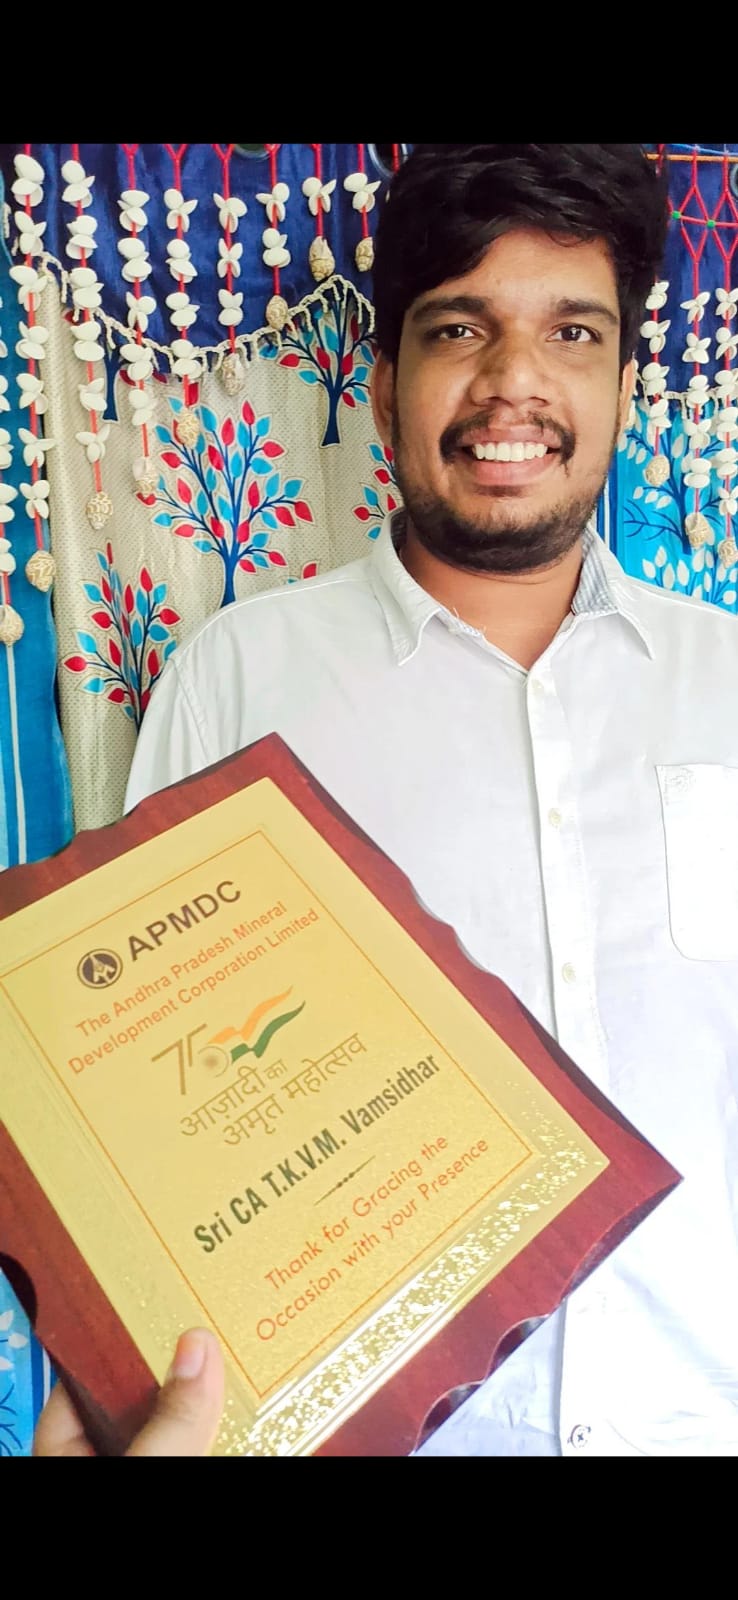 APMDC
The Andhra Pradesh Mineral
Development Corporation Limited
75
आज़ादी का
अमृत महोत्सव
Sri CA T.K.V.M. Vamsidhar
Thank for Gracing the
Occasion with your Presence